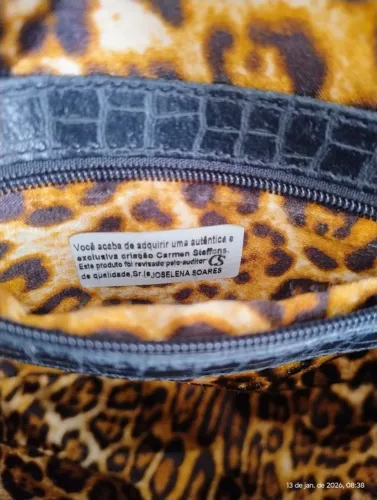 Você acaba de adquirir uma autêntica e
exclusiva criação Carmen Steffens.
Este produto foi revisado pelo auditor CS
de qualidade,Sr.(a)JOSELENA SOARES
13 de jan. de 2026, 08:38